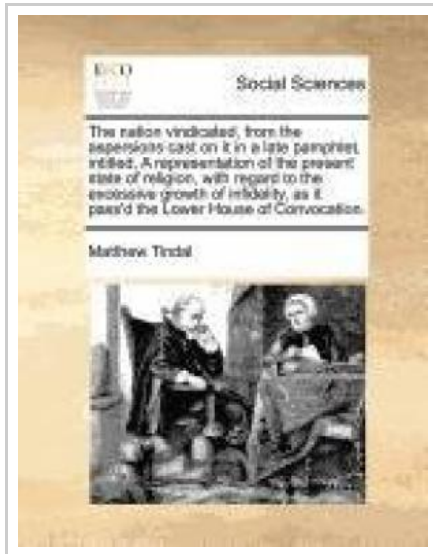 ECCO
Social Sciences
The nation vindicated, from the
aspersions cast on it in a late pamphlet,
intitled, A representation of the present
state of religion, with regard to the
excessive growth of infidelity, as it
pass'd the Lower House of Convocation.
Matthew Tindal